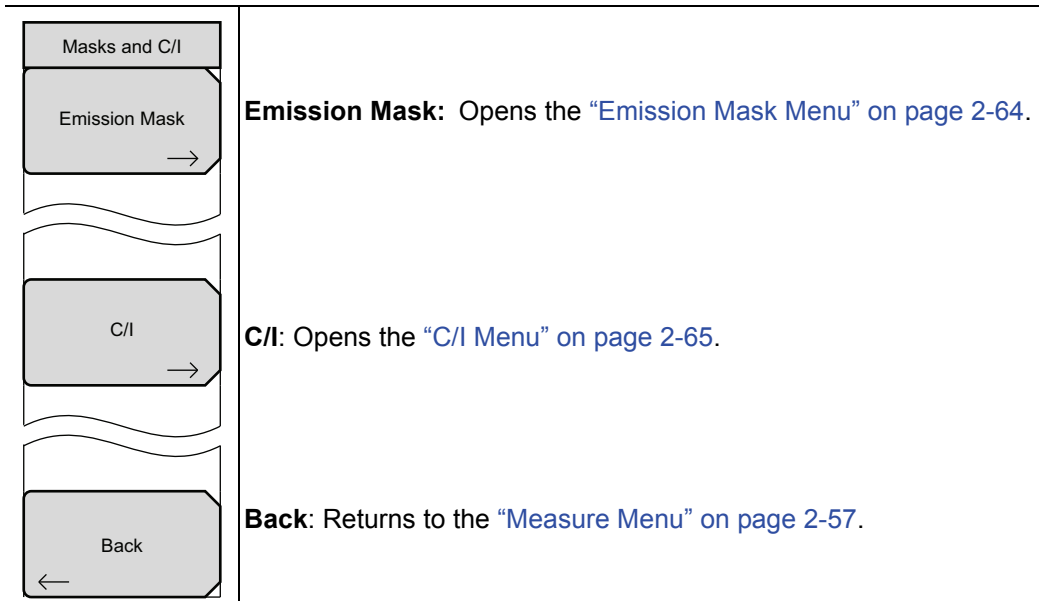 Masks and C/I
Emission Mask
Emission Mask: Opens the “Emission Mask Menu” on page 2-64.
C/I
C/I: Opens the “C/I Menu” on page 2-65.
Back
Back: Returns to the “Measure Menu” on page 2-57.